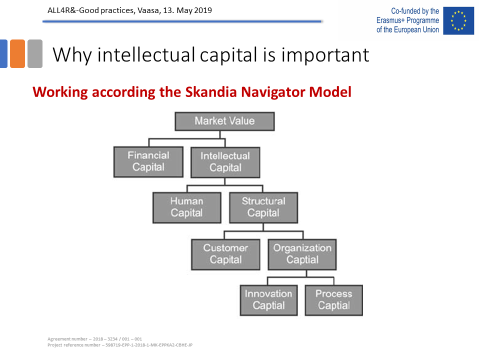 ALL4R&-Good practices, Vaasa, 13. May 2019
Co-funded by the
Erasmus+ Programme
of the European Union
Why intellectual capital is important
Working according the Skandia Navigator Model
Market Value
Financial
Capital
Intellectual
Capital
Human
Capital
Structural
Capital
Customer
Capital
Organization
Captial
Innovation
Capital
Process
Captial
Agreement number – 2018 – 3234 / 001 – 001